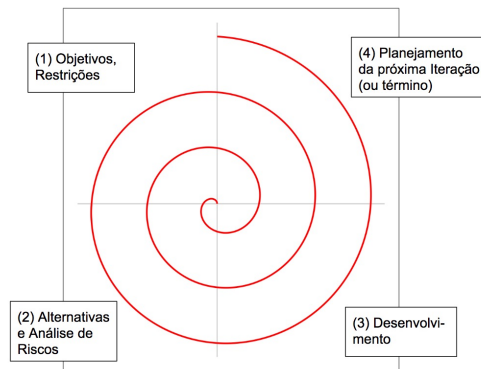 (1) Objetivos,
Restrições
(4) Planejamento
da próxima Iteração
(ou término)
(2) Alternativas
e Análise de
Riscos
(3) Desenvolvi-
mento